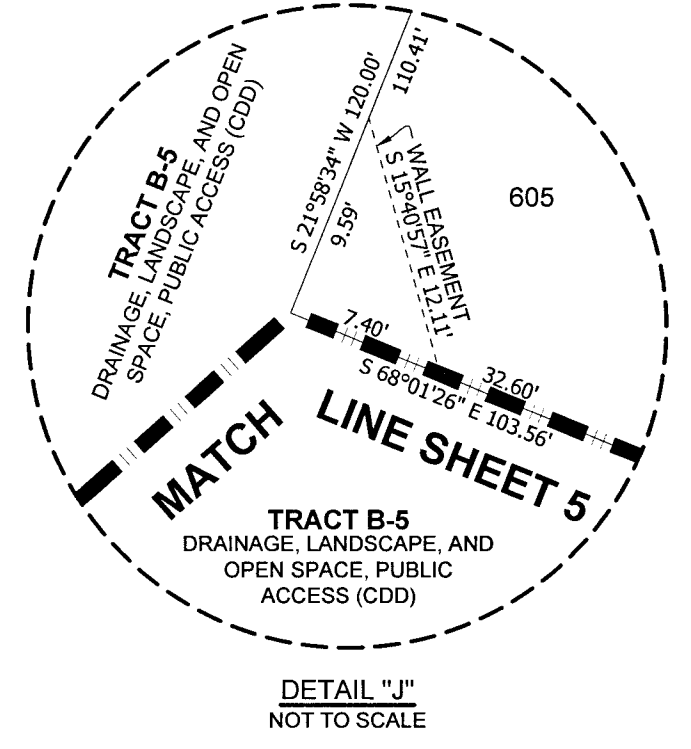 TRACT B-5
DRAINAGE, LANDSCAPE, AND OPEN
SPACE, PUBLIC ACCESS (CDD)
S 21°58'34" W 120.00'
110.41'
9.59'
WALL EASEMENT
S 15°40'57" E 12.11'
605
7.40'
32.60'
S 68°01'26" E 103.56'
MATCH
LINE SHEET 5
TRACT B-5
DRAINAGE, LANDSCAPE, AND
OPEN SPACE, PUBLIC
ACCESS (CDD)
DETAIL "J"
NOT TO SCALE